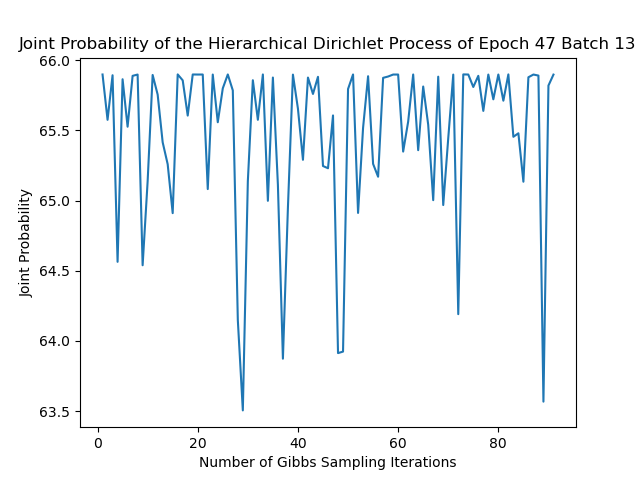 Joint Probability of the Hierarchical Dirichlet Process of Epoch 47 Batch 13
66.0
65.5
65.0
64.5
64.0
63.5
Joint Probability
0 20 40 60 80
Number of Gibbs Sampling Iterations